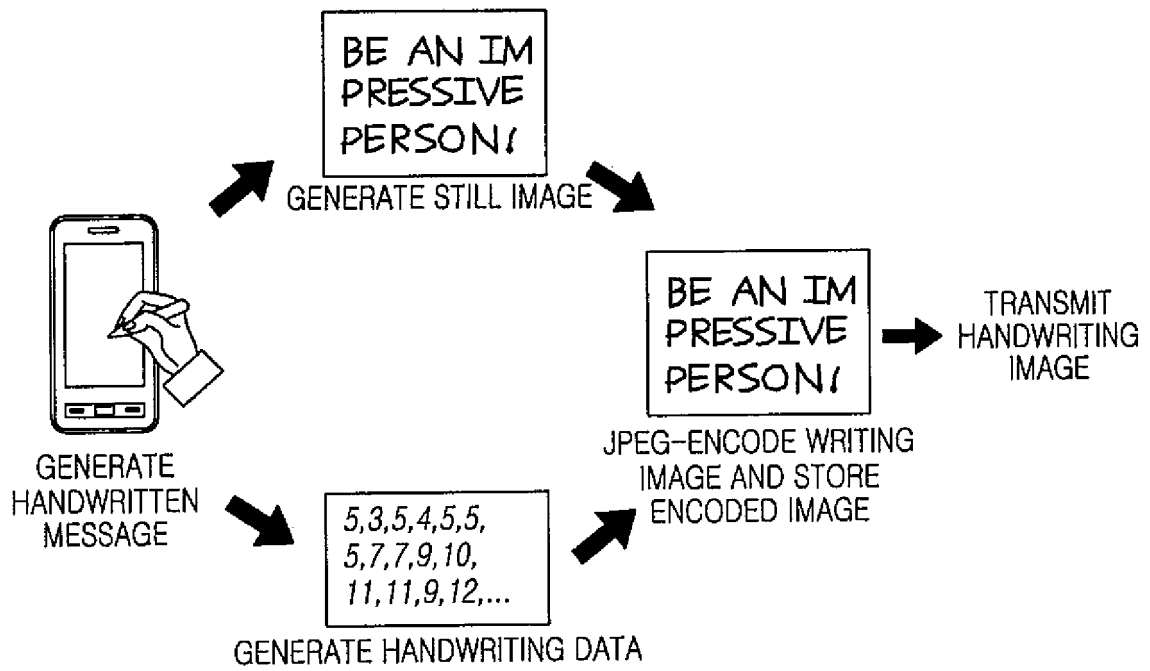 BE AN IM
PRESSIVE
PERSON!
GENERATE STILL IMAGE
GENERATE
HANDWRITTEN
MESSAGE
5,3,5,4,5,5,
5,7,7,9,10,
11,11,9,12,...
GENERATE HANDWRITING DATA
BE AN IM
PRESSIVE
PERSON!
JPEG-ENCODE WRITING
IMAGE AND STORE
ENCODED IMAGE
TRANSMIT
HANDWRITING
IMAGE